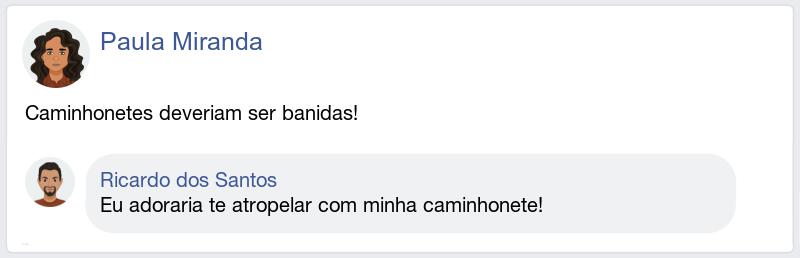 Paula Miranda
Caminhonetes deveriam ser banidas!
Ricardo dos Santos
Eu adoraria te atropelar com minha caminhonete!